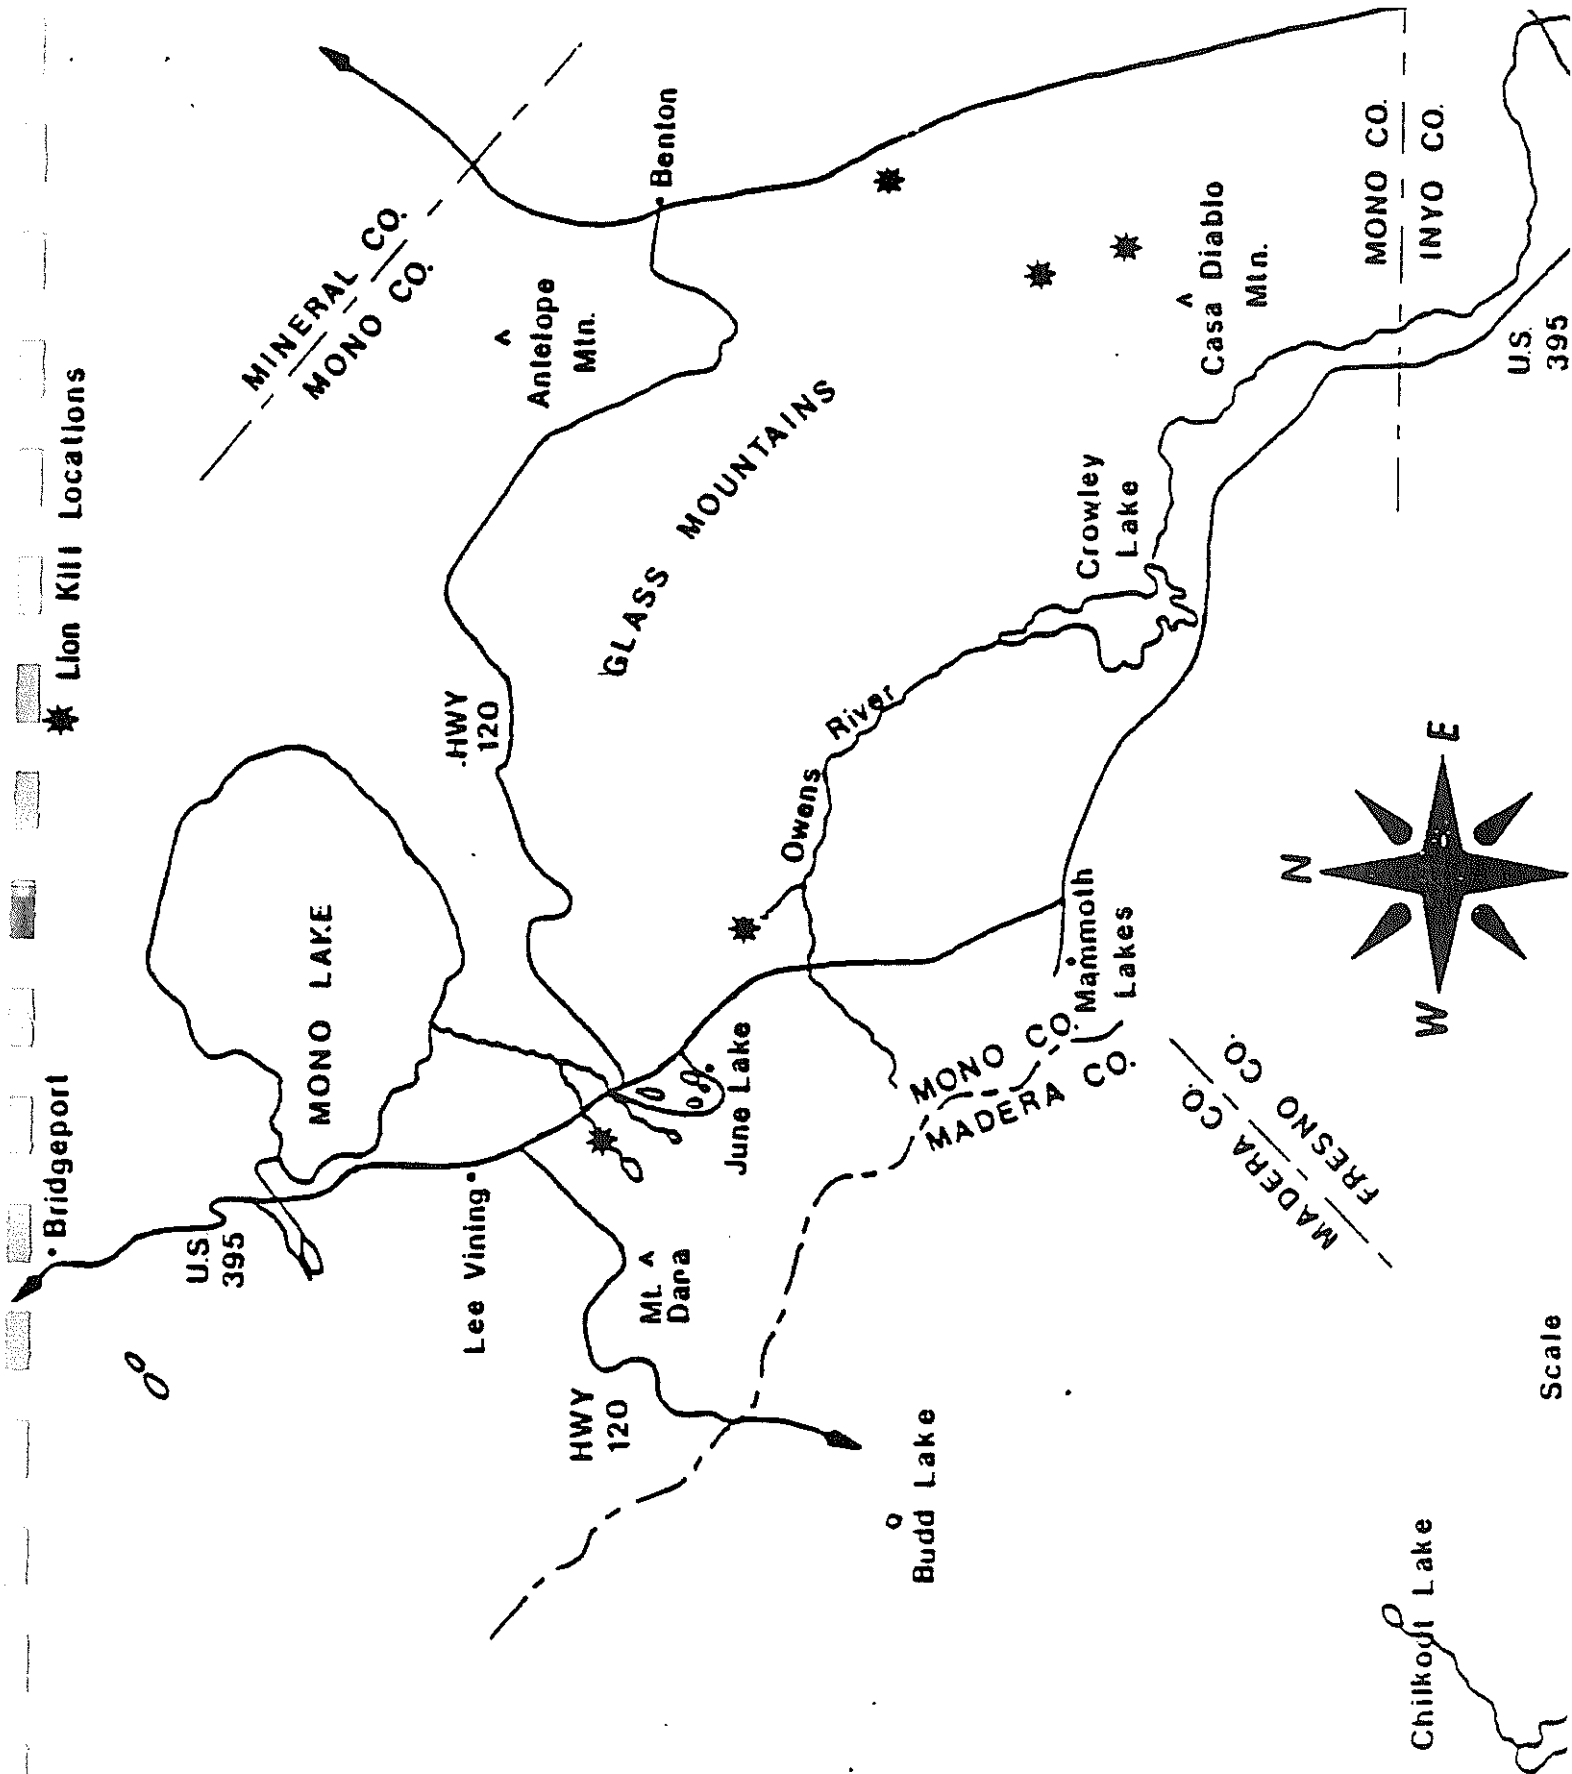 Lion Kill Locations
Bridgeport
U.S.
395
MONO LAKE
MINERAL CO.
MONO CO.
Lee Vining
HWY
120
Antelope
Mtn.
Benton
HWY
120
Mt.
Dana
GLASS MOUNTAINS
June Lake
Owens River
Budd Lake
MONO CO.
MADERA CO.
Mammoth
Lakes
Crowley
Lake
Casa Diablo
Mtn.
MADERA CO.
FRESNO CO.
MONO CO.
INYO CO.
N
W
E
U.S.
395
Chilkoot Lake
Scale